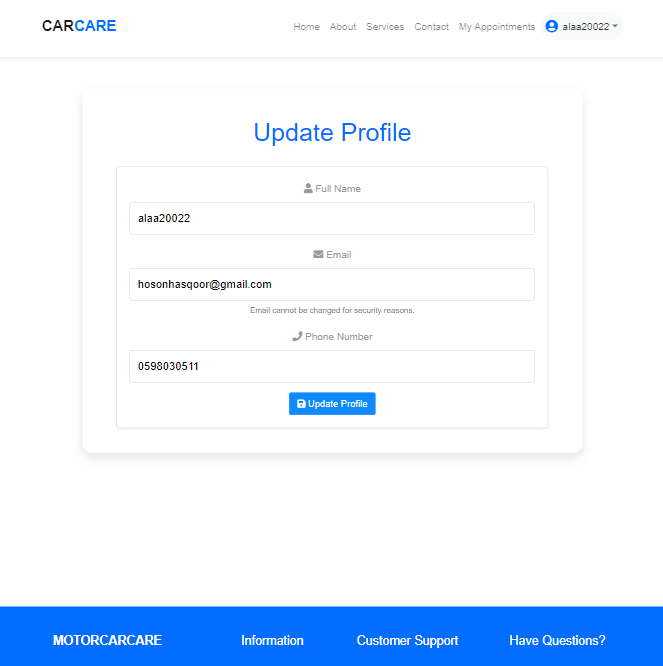 CARCARE Home About Services Contact My Appointments alaa20022
Update Profile
Full Name
alaa20022
Email
hosonhasqoor@gmail.com
Email cannot be changed for security reasons.
Phone Number
0598030511
Update Profile
MOTORCARCARE Information Customer Support Have Questions?